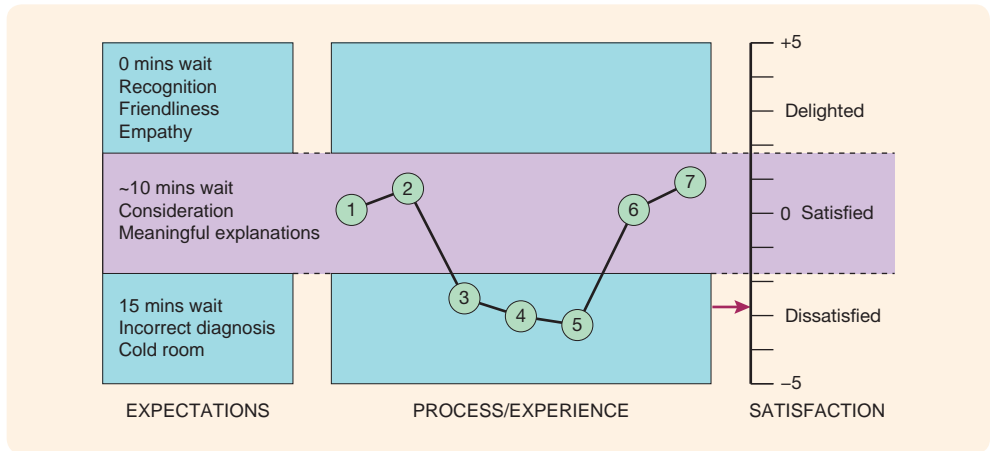 0 mins wait
Recognition
Friendliness
Empathy
~10 mins wait
Consideration
Meaningful explanations
15 mins wait
Incorrect diagnosis
Cold room
1
2
3
4
5
6
7
+5
Delighted
0 Satisfied
Dissatisfied
–5
EXPECTATIONS
PROCESS/EXPERIENCE
SATISFACTION